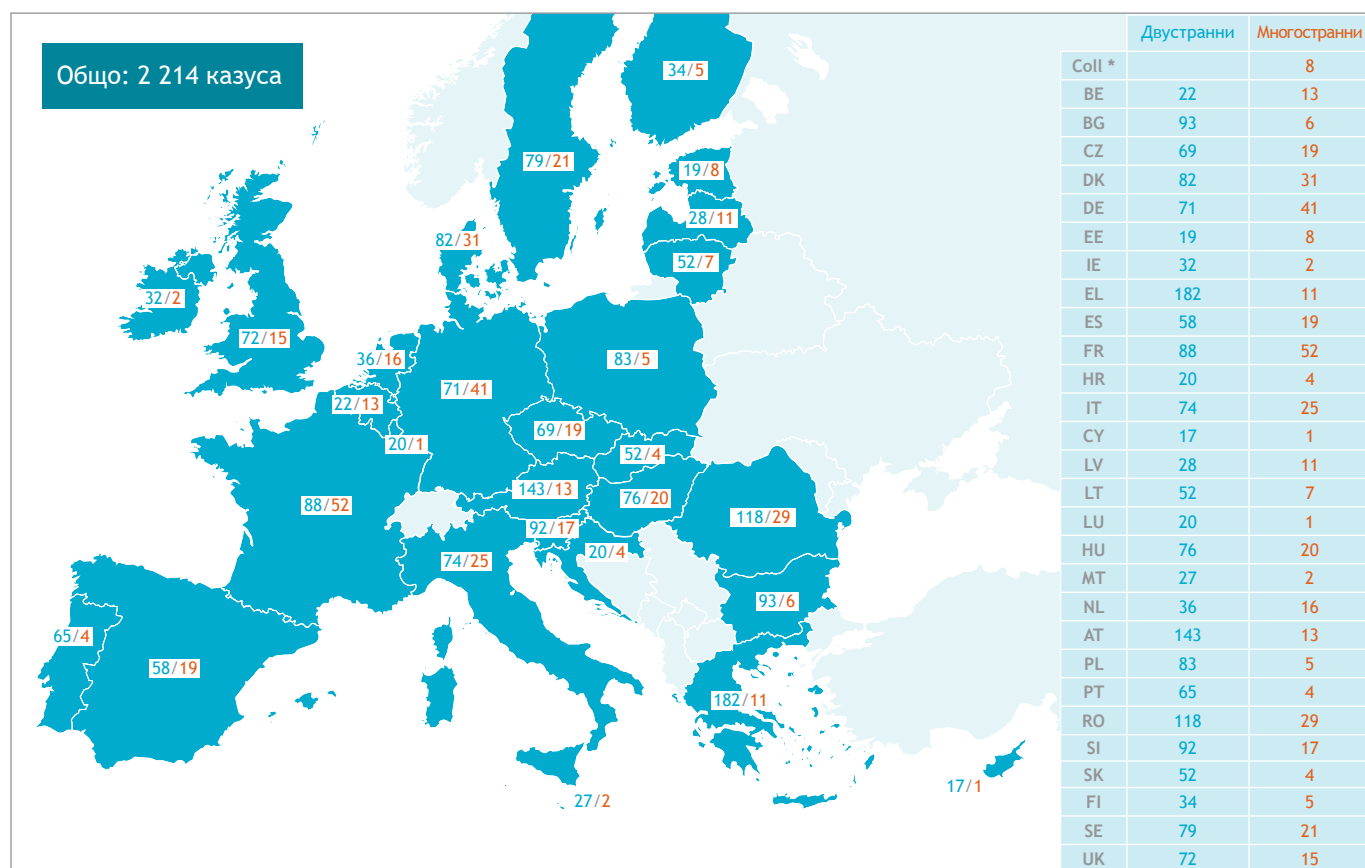 Общо: 2 214 казуса
34/5
79/21
19/8
28/11
82/31
52/7
32/2
72/15
36/16
83/5
71/41
22/13
69/19
20/1
52/4
143/13
76/20
88/52
118/29
92/17
20/4
74/25
93/6
65/4
58/19
182/11
17/1
27/2
Двустранни Многостранни
Coll * 8
BE 22 13
BG 93 6
CZ 69 19
DK 82 31
DE 71 41
EE 19 8
IE 32 2
EL 182 11
ES 58 19
FR 88 52
HR 20 4
IT 74 25
CY 17 1
LV 28 11
LT 52 7
LU 20 1
HU 76 20
MT 27 2
NL 36 16
AT 143 13
PL 83 5
PT 65 4
RO 118 29
SI 92 17
SK 52 4
FI 34 5
SE 79 21
UK 72 15